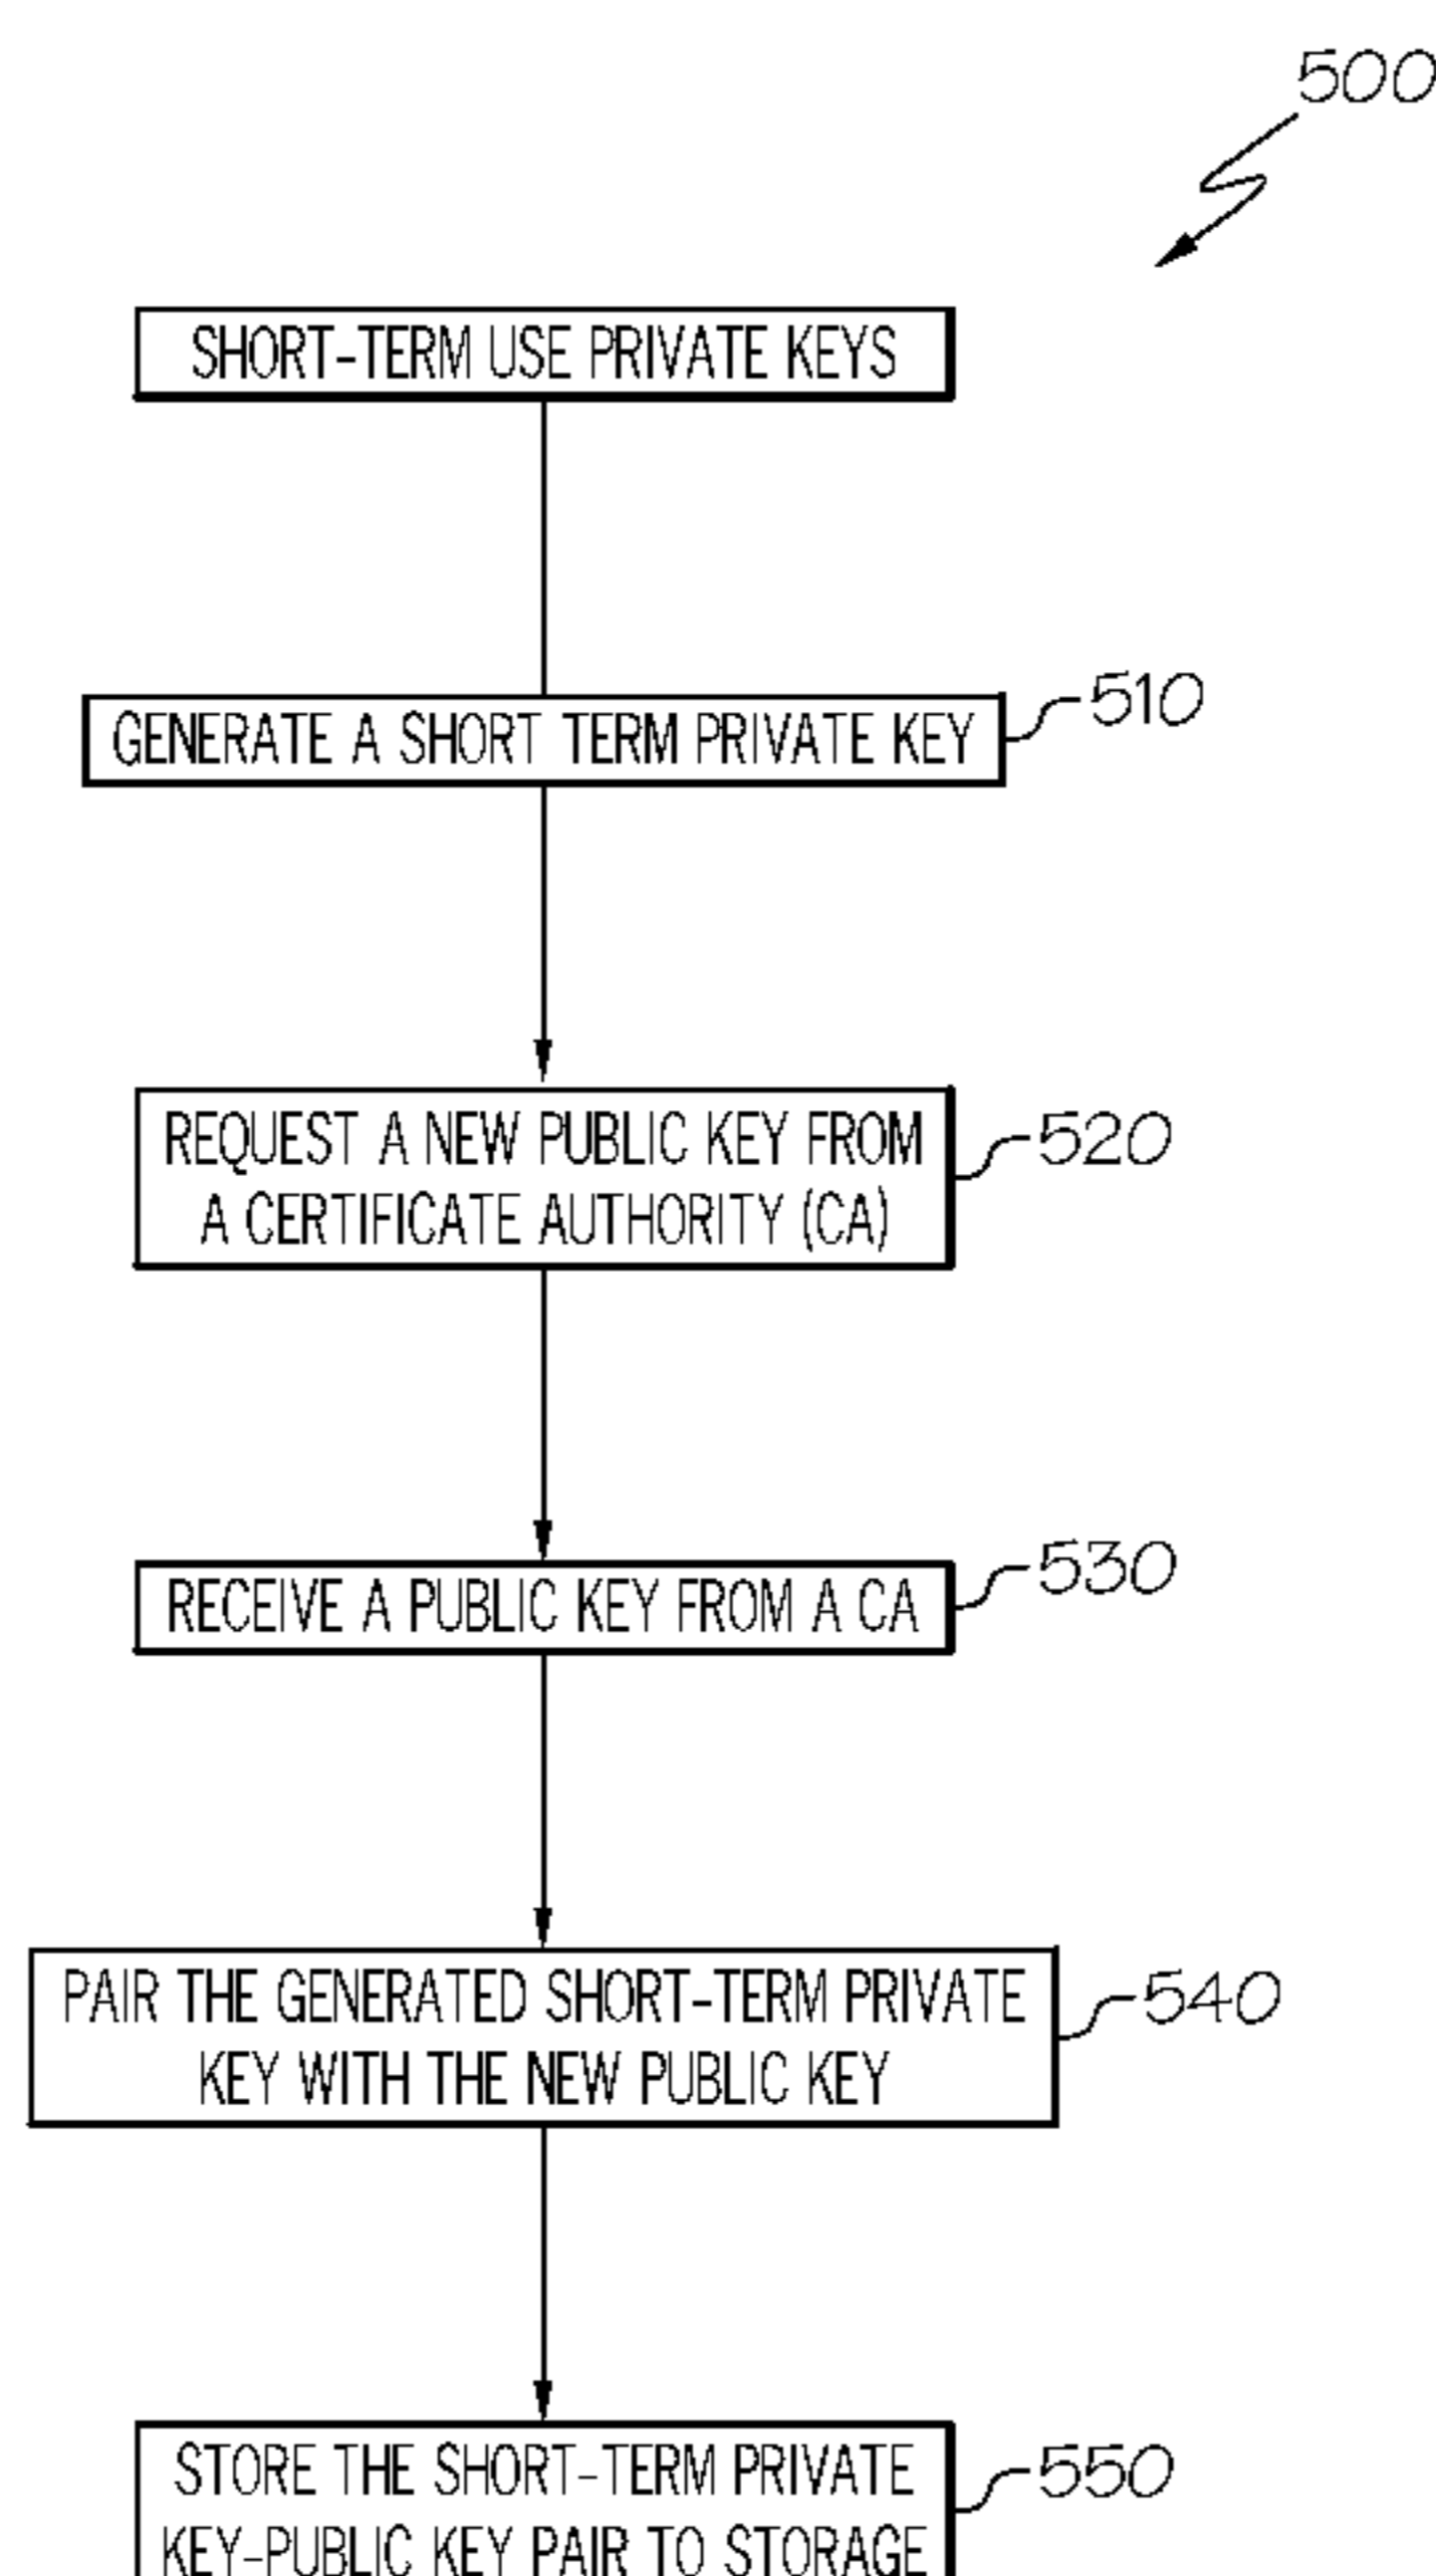 500
SHORT-TERM USE PRIVATE KEYS
GENERATE A SHORT TERM PRIVATE KEY
510
REQUEST A NEW PUBLIC KEY FROM
A CERTIFICATE AUTHORITY (CA)
520
RECEIVE A PUBLIC KEY FROM A CA
530
PAIR THE GENERATED SHORT-TERM PRIVATE
KEY WITH THE NEW PUBLIC KEY
540
STORE THE SHORT-TERM PRIVATE
KEY-PUBLIC KEY PAIR TO STORAGE
550